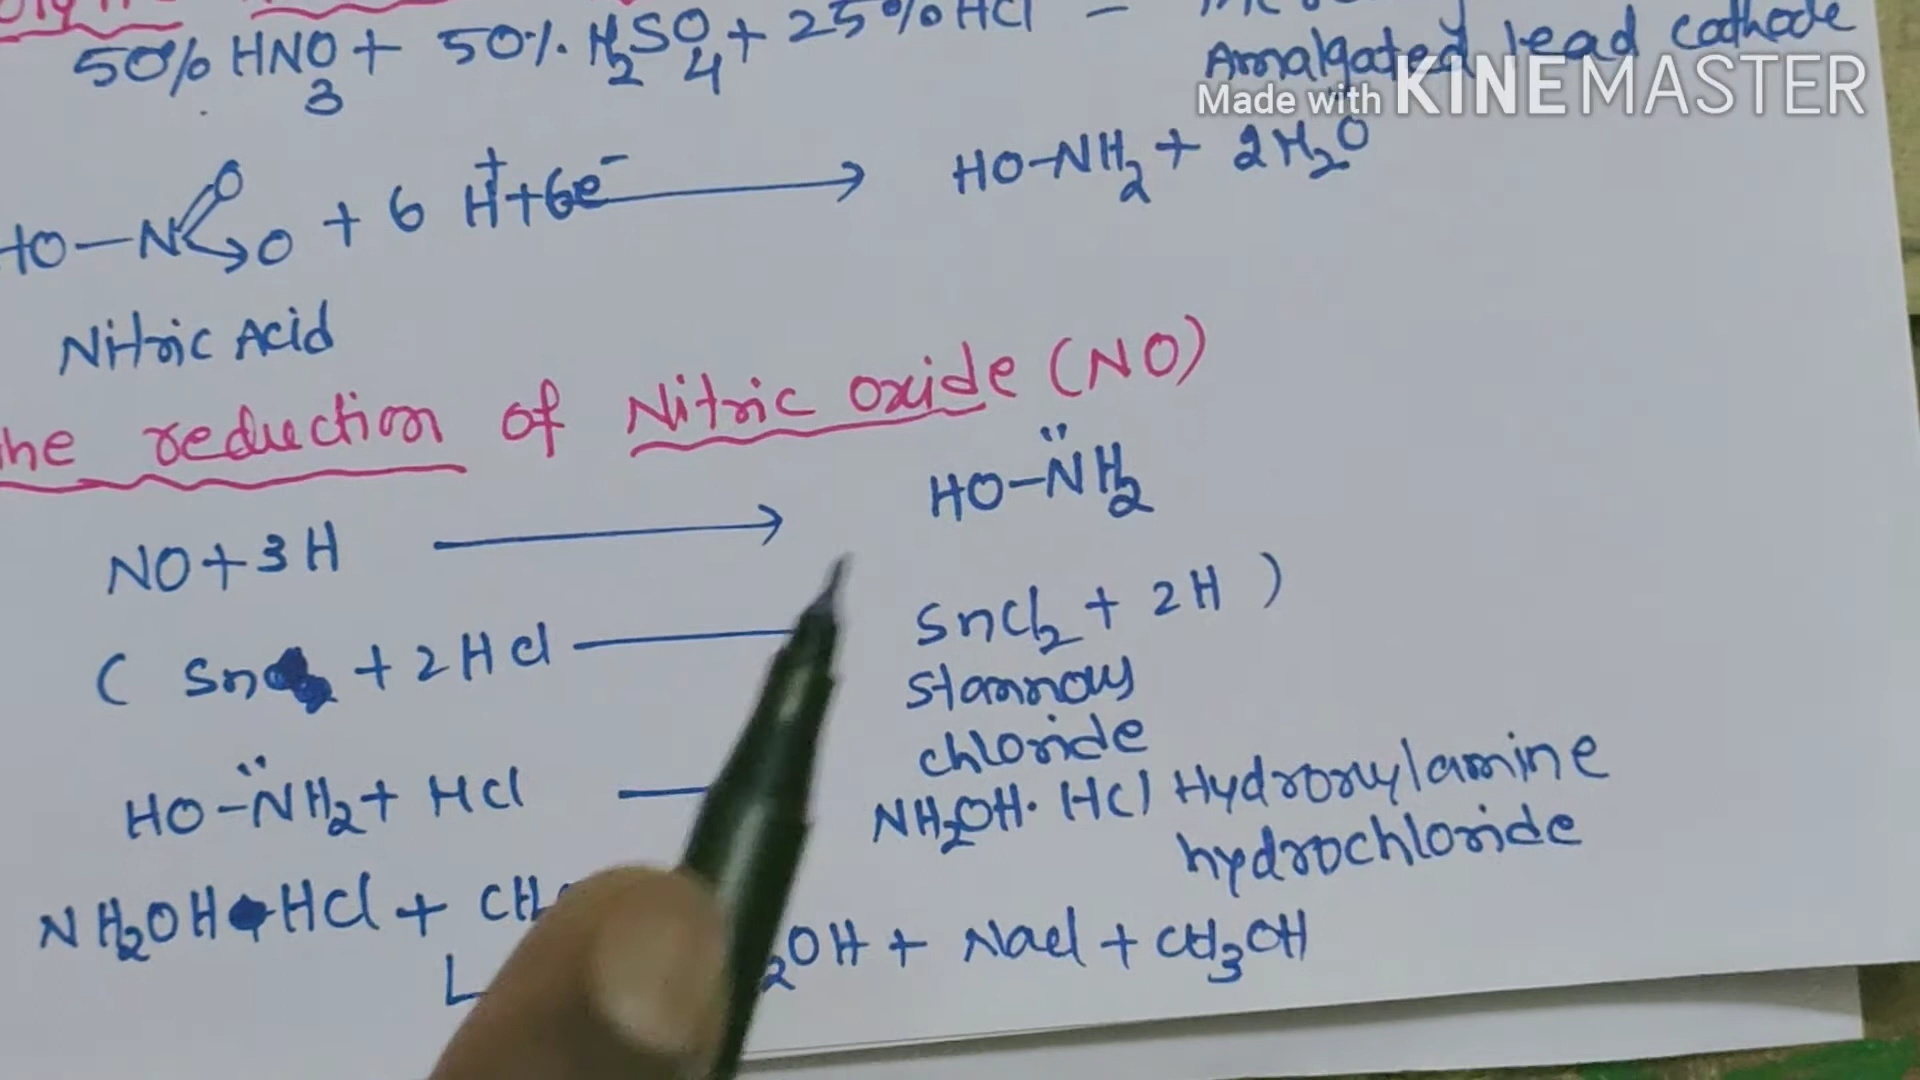 50% HNO3 + 50%. H2SO4 + 25% HCl -
Amalgated lead cathode
Made with KINEMASTER
HO-N O O + 6 H+ + 6e- → HO-NH2 + 2H2O
Nitric Acid
he reduction of Nitric oxide (NO)
NO + 3H → HO-N̈H2
( Sn + 2HCl → SnCl2 + 2H )
stannous
chloride
HO-N̈H2 + HCl — NH2OH·HCl Hydroxylamine
hydrochloride
NH2OH·HCl + CH 2OH + NaCl + CH3OH